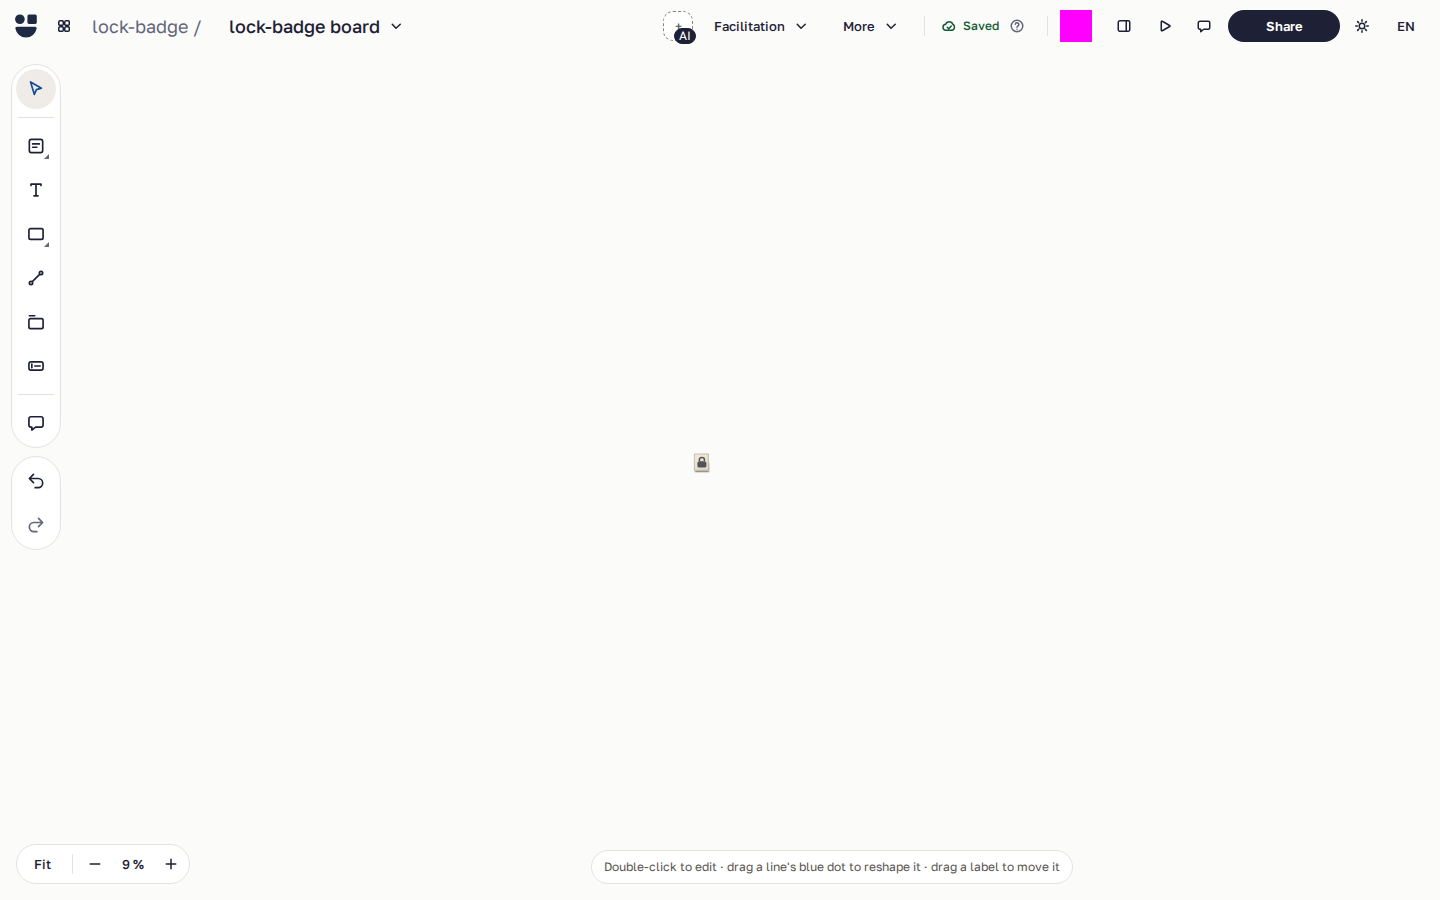 lock-badge / lock-badge board
AI
Facilitation
More
Saved
Share
EN
Fit
9 %
Double-click to edit · drag a line's blue dot to reshape it · drag a label to move it